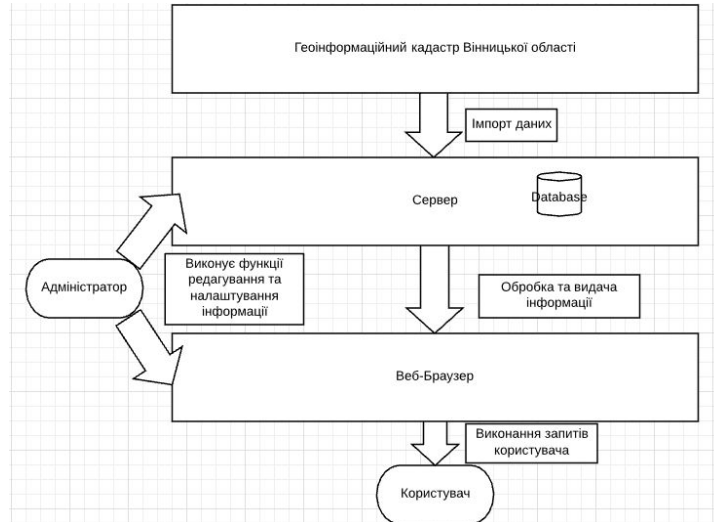 Геоінформаційний кадастр Вінницької області
Імпорт даних
Сервер
Database
Адміністратор
Виконує функції
редагування та
налаштування
інформації
Обробка та видача
інформації
Веб-Браузер
Виконання запитів
користувача
Користувач